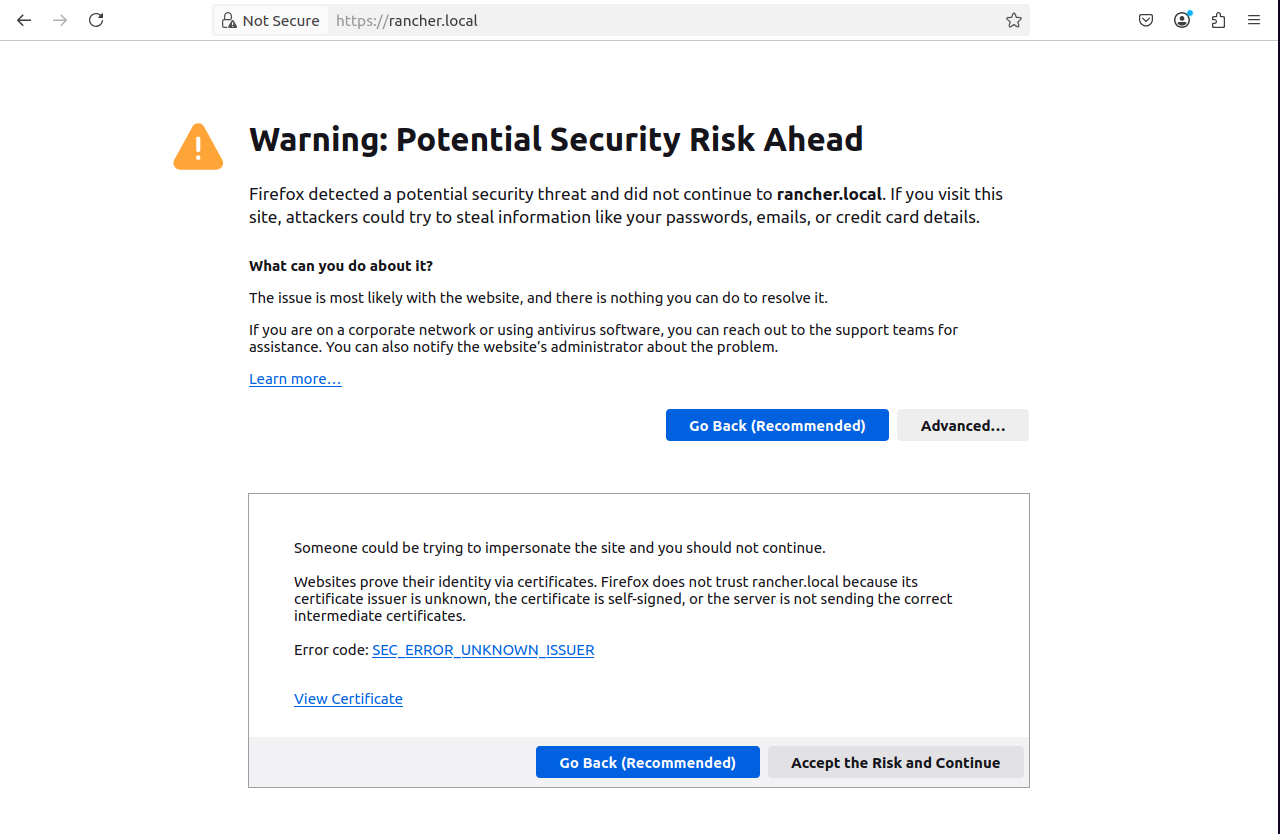 Not Secure https://rancher.local
Warning: Potential Security Risk Ahead
Firefox detected a potential security threat and did not continue to rancher.local. If you visit this
site, attackers could try to steal information like your passwords, emails, or credit card details.
What can you do about it?
The issue is most likely with the website, and there is nothing you can do to resolve it.
If you are on a corporate network or using antivirus software, you can reach out to the support teams for
assistance. You can also notify the website’s administrator about the problem.
Learn more…
Go Back (Recommended) Advanced…
Someone could be trying to impersonate the site and you should not continue.
Websites prove their identity via certificates. Firefox does not trust rancher.local because its
certificate issuer is unknown, the certificate is self-signed, or the server is not sending the correct
intermediate certificates.
Error code: SEC_ERROR_UNKNOWN_ISSUER
View Certificate
Go Back (Recommended) Accept the Risk and Continue